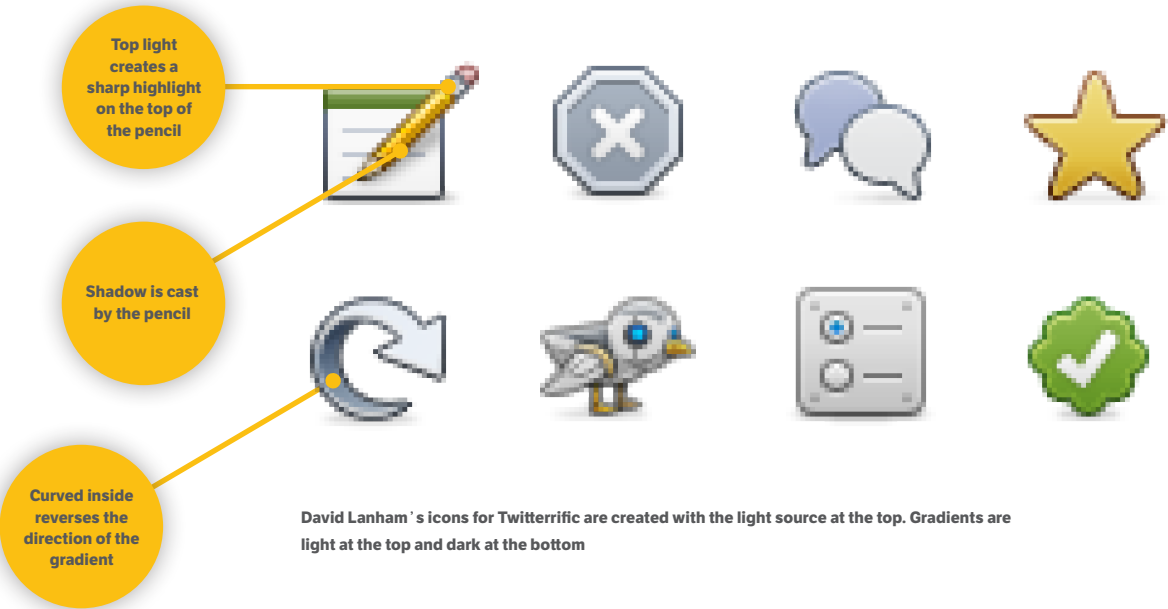 Top light
creates a
sharp highlight
on the top of
the pencil
Shadow is cast
by the pencil
Curved inside
reverses the
direction of the
gradient
David Lanham's icons for Twitterrific are created with the light source at the top. Gradients are
light at the top and dark at the bottom